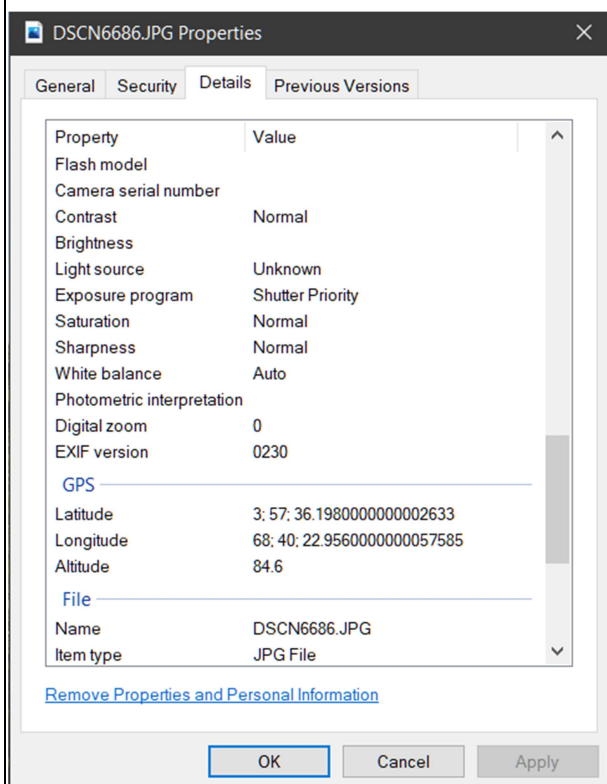 DSCN6686.JPG Properties
General Security Details Previous Versions
Property Value
Flash model
Camera serial number
Contrast Normal
Brightness
Light source Unknown
Exposure program Shutter Priority
Saturation Normal
Sharpness Normal
White balance Auto
Photometric interpretation
Digital zoom 0
EXIF version 0230
GPS
Latitude 3; 57; 36.1980000000002633
Longitude 68; 40; 22.9560000000057585
Altitude 84.6
File
Name DSCN6686.JPG
Item type JPG File
Remove Properties and Personal Information
OK Cancel Apply